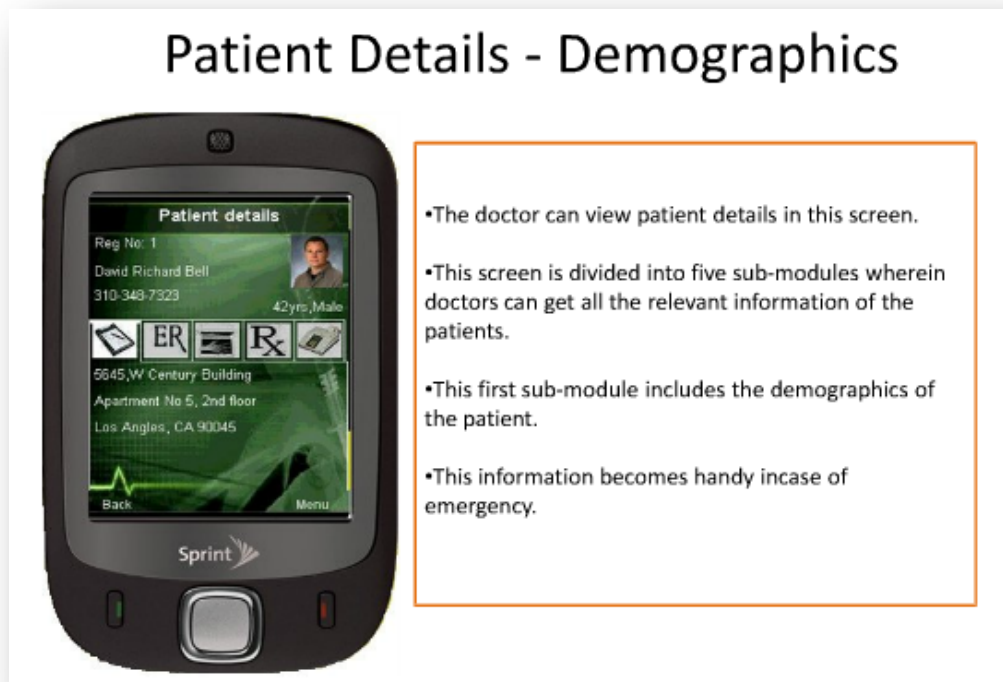 Patient Details - Demographics
Patient details
Reg No: 1
David Richard Bell
310-348-7323
42yrs,Male
ER
Rx
5645,W Century Building
Apartment No 5, 2nd floor
Los Angles, CA 90045
Back
Menu
Sprint
•The doctor can view patient details in this screen.
•This screen is divided into five sub-modules wherein
doctors can get all the relevant information of the
patients.
•This first sub-module includes the demographics of
the patient.
•This information becomes handy incase of
emergency.